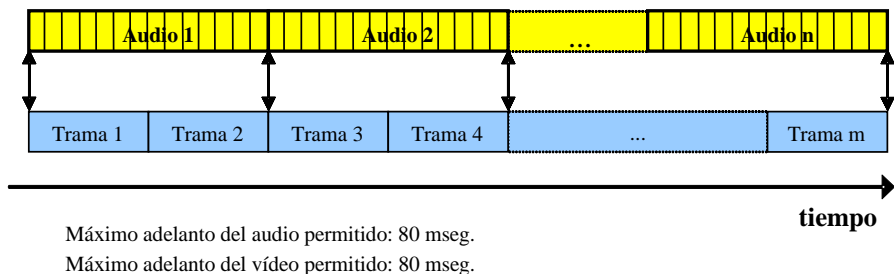 Audio 1 Audio 2 ... Audio n
Trama 1 Trama 2 Trama 3 Trama 4 ... Trama m
tiempo
Máximo adelanto del audio permitido: 80 mseg.
Máximo adelanto del vídeo permitido: 80 mseg.